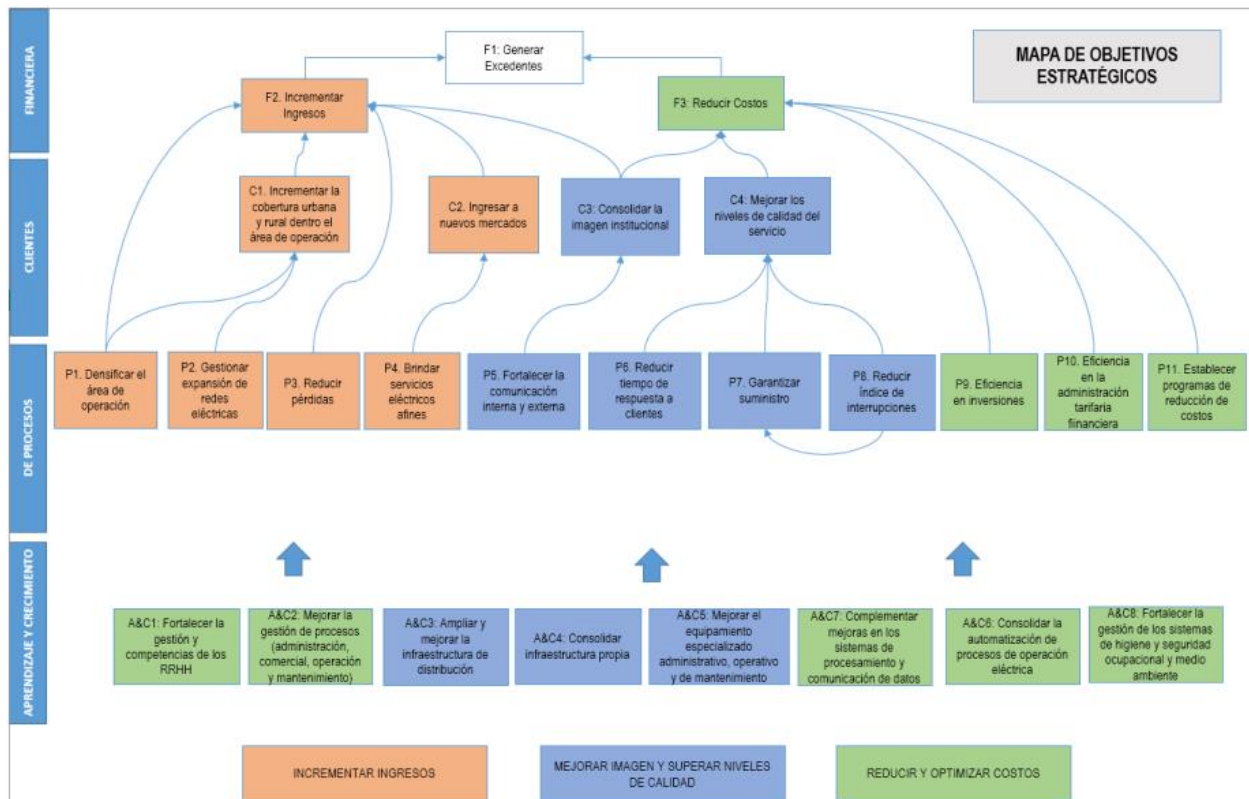 FINANCIERA
F1: Generar
Excedentes
MAPA DE OBJETIVOS
ESTRATÉGICOS
F2. Incrementar
Ingresos
F3: Reducir Costos
CLIENTES
C1. Incrementar la
cobertura urbana
y rural dentro el
área de operación
C2. Ingresar a
nuevos mercados
C3: Consolidar la
imagen institucional
C4: Mejorar los
niveles de calidad del
servicio
DE PROCESOS
P1. Densificar el
área de
operación
P2. Gestionar
expansión de
redes
eléctricas
P3. Reducir
pérdidas
P4. Brindar
servicios
eléctricos
afines
P5. Fortalecer la
comunicación
interna y externa
P6. Reducir
tiempo de
respuesta a
clientes
P7. Garantizar
suministro
P8. Reducir
índice de
interrupciones
P9. Eficiencia
en inversiones
P10. Eficiencia
en la
administración
tarifaria
fiinanciera
P11. Establecer
programas de
reducción de
costos
APRENDIZAJE Y CRECIMIENTO
A&C1: Fortalecer la
gestión y
competencias de los
RRHH
A&C2: Mejorar la
gestión de procesos
(administración,
comercial, operación
y mantenimiento)
A&C3: Ampliar y
mejorar la
infraestructura de
distribución
A&C4: Consolidar
infraestructura propia
A&C5: Mejorar el
equipamiento
especializado
administrativo, operativo
y de mantenimiento
A&C7: Complementar
mejoras en los
sistemas de
procesamiento y
comunicación de datos
A&C6: Consolidar la
automatización de
procesos de operación
eléctrica
A&C8: Fortalecer la
gestión de los sistemas
de higiene y seguridad
ocupacional y medio
ambiente
INCREMENTAR INGRESOS
MEJORAR IMAGEN Y SUPERAR NIVELES
DE CALIDAD
REDUCIR Y OPTIMIZAR COSTOS